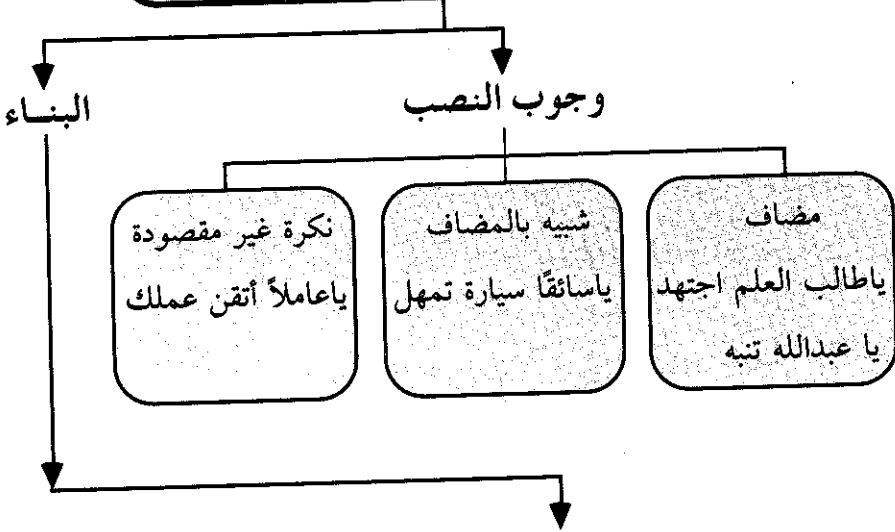 وجوب النصب
البنـاء
مضاف
ياطالب العلم اجتهد
يا عبدالله تنبه
شبيه بالمضاف
ياسائقًا سيارة تمهل
نكرة غير مقصودة
ياعاملاً أتقن عملك